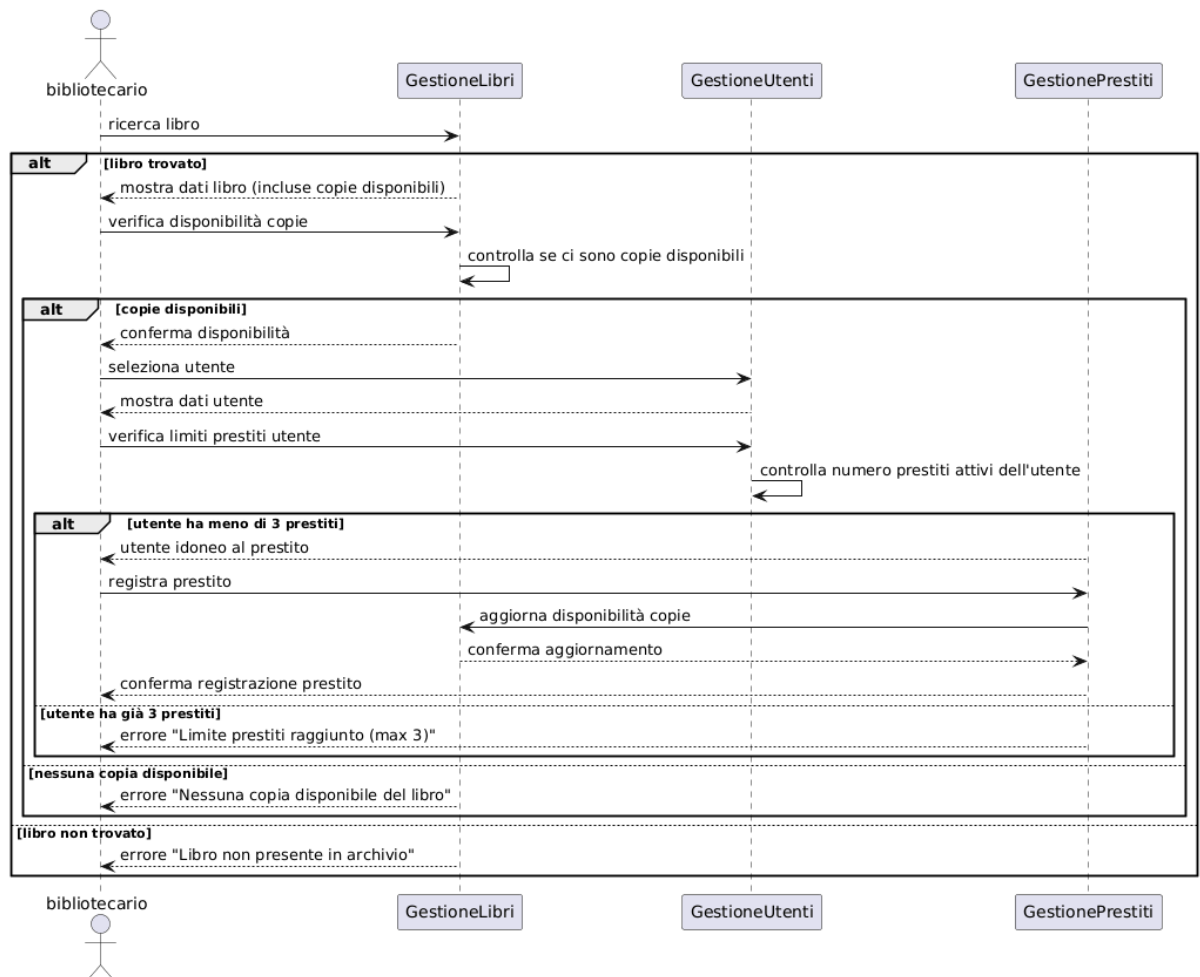 bibliotecario
GestioneLibri
GestioneUtenti
GestionePrestiti
ricerca libro
alt
[libro trovato]
mostra dati libro (incluse copie disponibili)
verifica disponibilità copie
controlla se ci sono copie disponibili
alt
[copie disponibili]
conferma disponibilità
seleziona utente
mostra dati utente
verifica limiti prestiti utente
controlla numero prestiti attivi dell'utente
alt
[utente ha meno di 3 prestiti]
utente idoneo al prestito
registra prestito
aggiorna disponibilità copie
conferma aggiornamento
conferma registrazione prestito
[utente ha già 3 prestiti]
errore "Limite prestiti raggiunto (max 3)"
[nessuna copia disponibile]
errore "Nessuna copia disponibile del libro"
[libro non trovato]
errore "Libro non presente in archivio"
bibliotecario
GestioneLibri
GestioneUtenti
GestionePrestiti